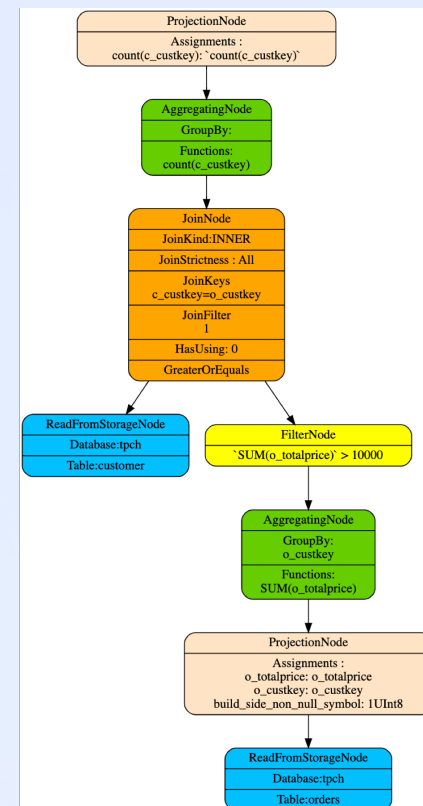 ProjectionNode
Assignments :
count(c_custkey): `count(c_custkey)`
AggregatingNode
GroupBy:
Functions:
count(c_custkey)
JoinNode
JoinKind:INNER
JoinStrictness : All
JoinKeys
c_custkey=o_custkey
JoinFilter
1
HasUsing: 0
GreaterOrEquals
ReadFromStorageNode
Database:tpch
Table:customer
FilterNode
`SUM(o_totalprice)` > 10000
AggregatingNode
GroupBy:
o_custkey
Functions:
SUM(o_totalprice)
ProjectionNode
Assignments :
o_totalprice: o_totalprice
o_custkey: o_custkey
build_side_non_null_symbol: 1UInt8
ReadFromStorageNode
Database:tpch
Table:orders